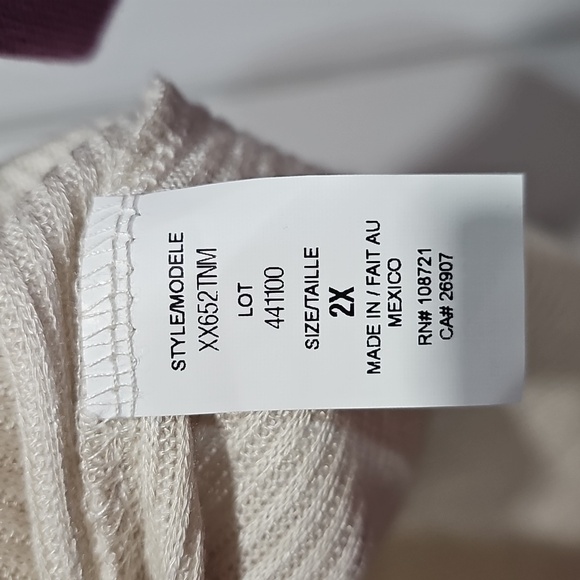 STYLE/MODELE
XX652TNM
LOT
441100
SIZE/TAILLE
2X
MADE IN / FAIT AU
MEXICO
RN# 108721
CA# 26907